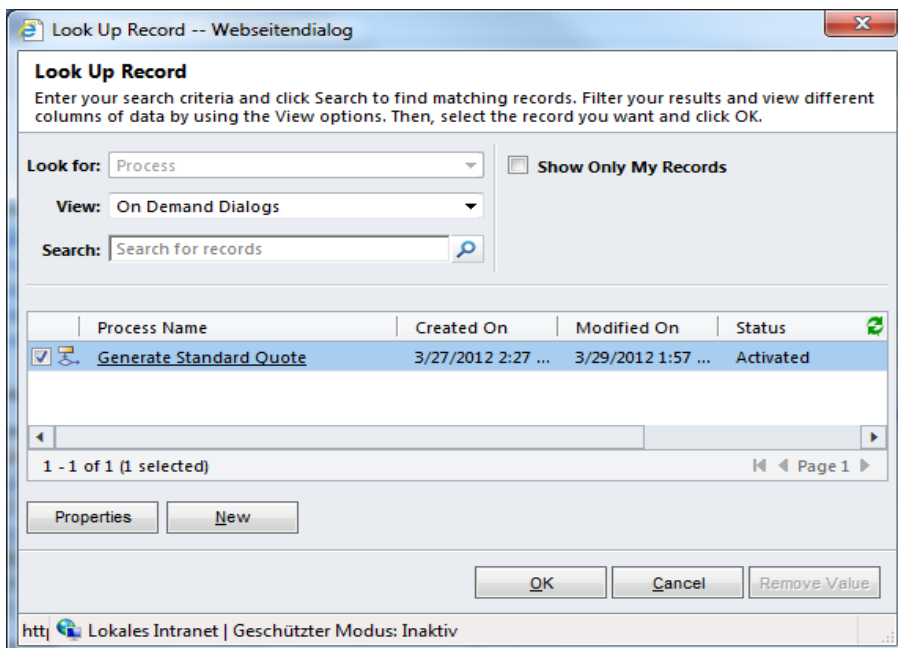 Look Up Record -- Webseitendialog
Look Up Record
Enter your search criteria and click Search to find matching records. Filter your results and view different
columns of data by using the View options. Then, select the record you want and click OK.
Look for: Process
Show Only My Records
View: On Demand Dialogs
Search: Search for records
Process Name Created On Modified On Status
Generate Standard Quote 3/27/2012 2:27 ... 3/29/2012 1:57 ... Activated
1 - 1 of 1 (1 selected) Page 1
Properties New
OK Cancel Remove Value
Lokales Intranet | Geschützter Modus: Inaktiv